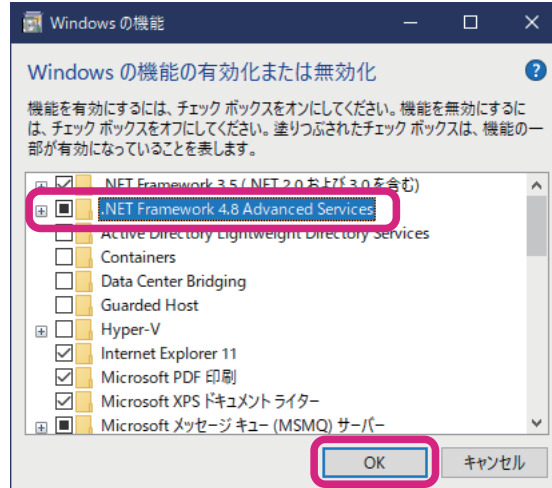 Windows の機能
Windows の機能の有効化または無効化
機能を有効にするには、チェック ボックスをオンにしてください。機能を無効にするに
は、チェック ボックスをオフにしてください。塗りつぶされたチェック ボックスは、機能の一
部が有効になっていることを表します。
.NET Framework 3.5 (.NET 2.0 および 3.0 を含む)
.NET Framework 4.8 Advanced Services
Active Directory Lightweight Directory Services
Containers
Data Center Bridging
Guarded Host
Hyper-V
Internet Explorer 11
Microsoft PDF 印刷
Microsoft XPS ドキュメント ライター
Microsoft メッセージ キュー (MSMQ) サーバー
OK
キャンセル